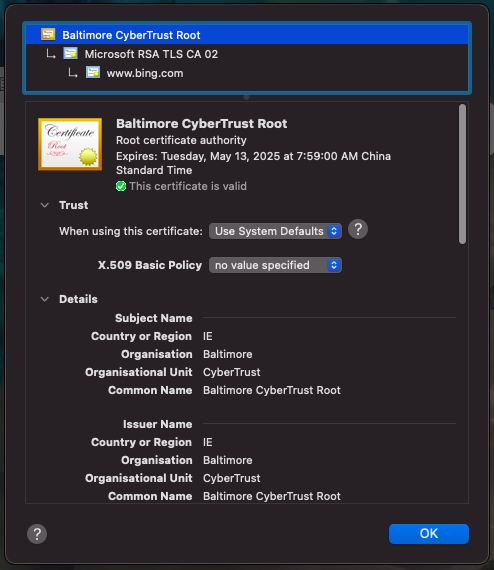 Baltimore CyberTrust Root
Microsoft RSA TLS CA 02
www.bing.com
Certificate
Root
Baltimore CyberTrust Root
Root certificate authority
Expires: Tuesday, May 13, 2025 at 7:59:00 AM China
Standard Time
This certificate is valid
Trust
When using this certificate: Use System Defaults ?
X.509 Basic Policy no value specified
Details
Subject Name
Country or Region IE
Organisation Baltimore
Organisational Unit CyberTrust
Common Name Baltimore CyberTrust Root
Issuer Name
Country or Region IE
Organisation Baltimore
Organisational Unit CyberTrust
Common Name Baltimore CyberTrust Root
? OK